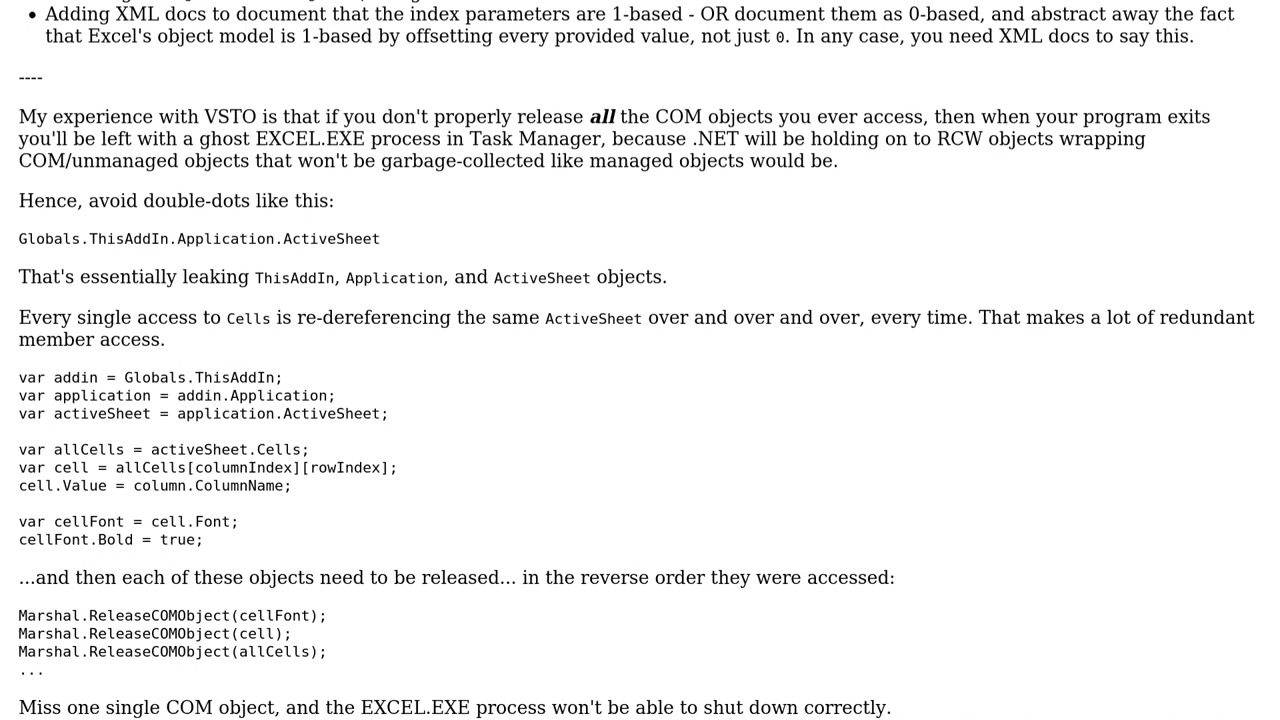 • Adding XML docs to document that the index parameters are 1-based - OR document them as 0-based, and abstract away the fact
that Excel's object model is 1-based by offsetting every provided value, not just 0. In any case, you need XML docs to say this.
----
My experience with VSTO is that if you don't properly release all the COM objects you ever access, then when your program exits
you'll be left with a ghost EXCEL.EXE process in Task Manager, because .NET will be holding on to RCW objects wrapping
COM/unmanaged objects that won't be garbage-collected like managed objects would be.
Hence, avoid double-dots like this:
Globals.ThisAddIn.Application.ActiveSheet
That's essentially leaking ThisAddIn, Application, and ActiveSheet objects.
Every single access to Cells is re-dereferencing the same ActiveSheet over and over and over, every time. That makes a lot of redundant
member access.
var addin = Globals.ThisAddIn;
var application = addin.Application;
var activeSheet = application.ActiveSheet;
var allCells = activeSheet.Cells;
var cell = allCells[columnIndex][rowIndex];
cell.Value = column.ColumnName;
var cellFont = cell.Font;
cellFont.Bold = true;
...and then each of these objects need to be released... in the reverse order they were accessed:
Marshal.ReleaseCOMObject(cellFont);
Marshal.ReleaseCOMObject(cell);
Marshal.ReleaseCOMObject(allCells);
...
Miss one single COM object, and the EXCEL.EXE process won't be able to shut down correctly.